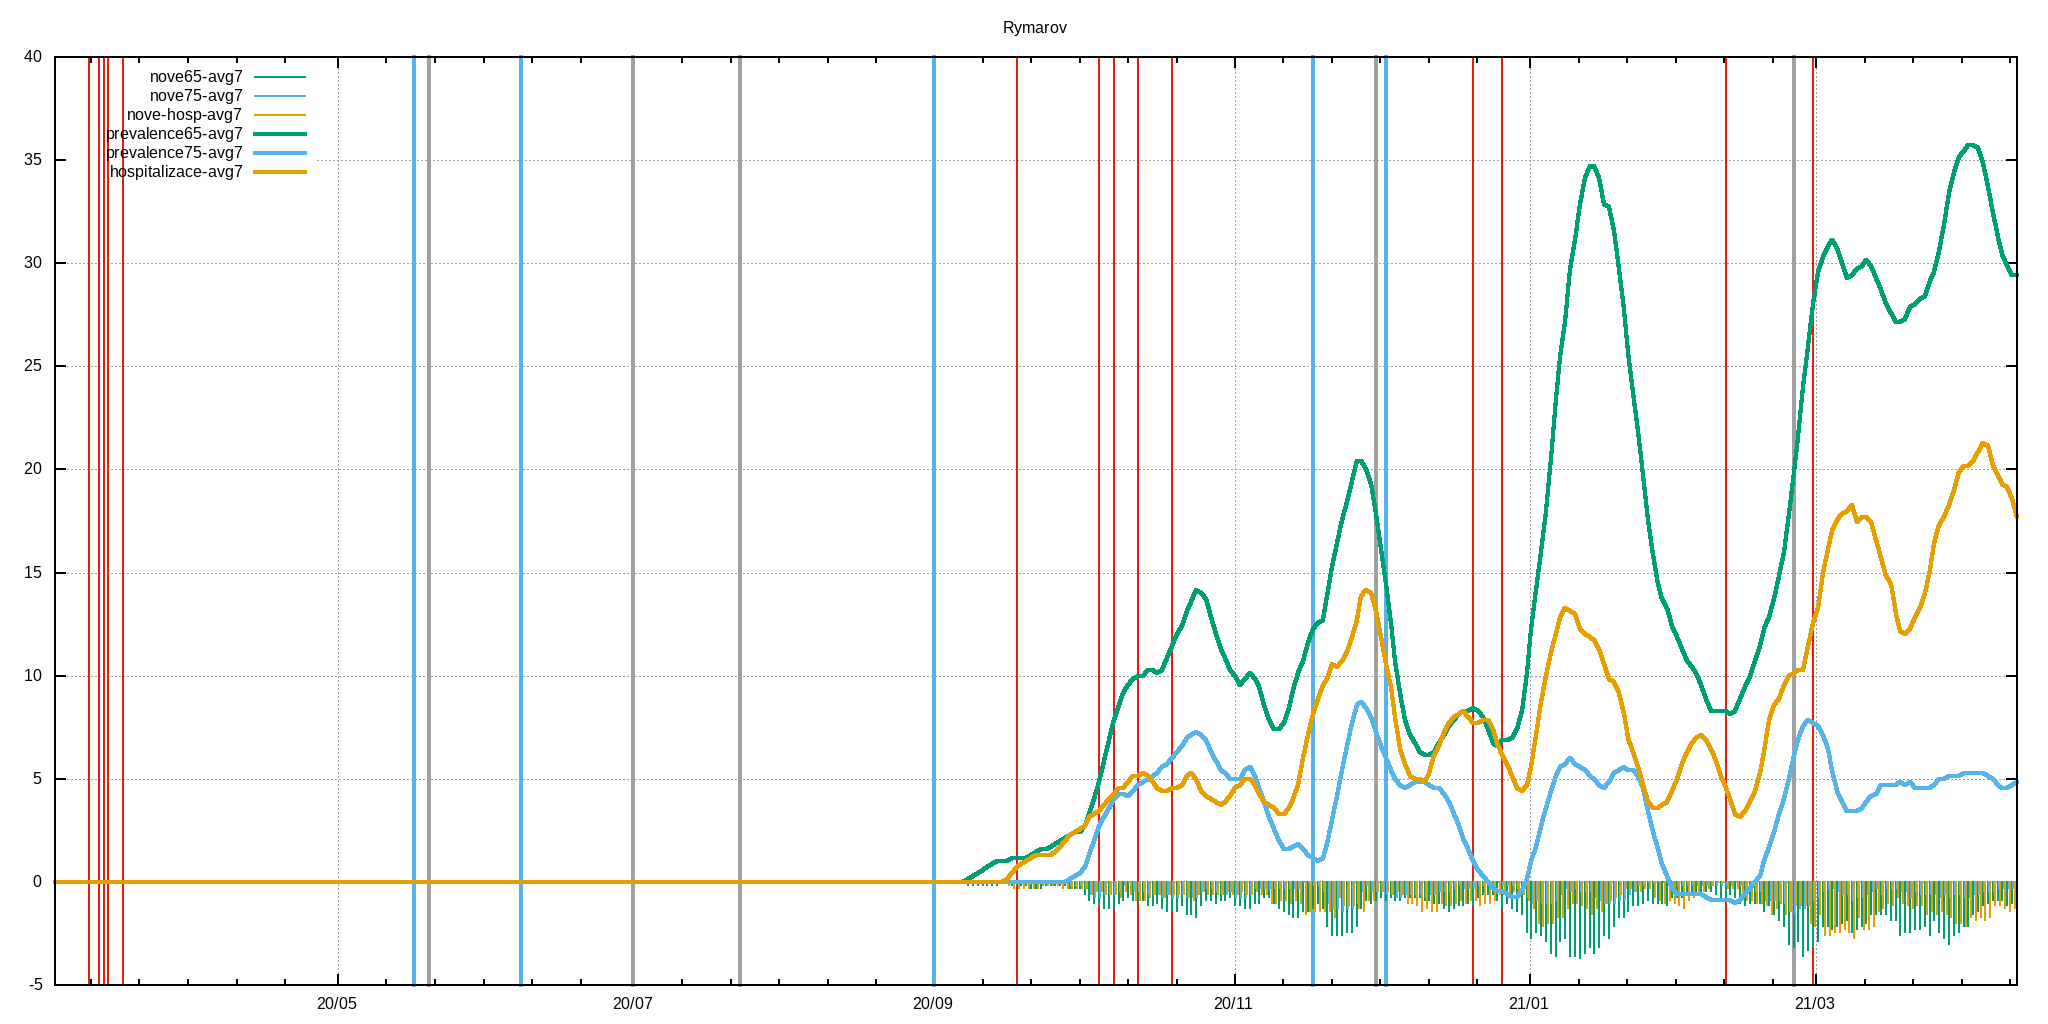 Rymarov
40
nove65-avg7
nove75-avg7
nove-hosp-avg7
prevalence65-avg7
35
prevalence75-avg7
hospitalizace-avg7
30
25
20
15
10
5
0
-5
20/05 20/07 20/09 20/11 21/01 21/03